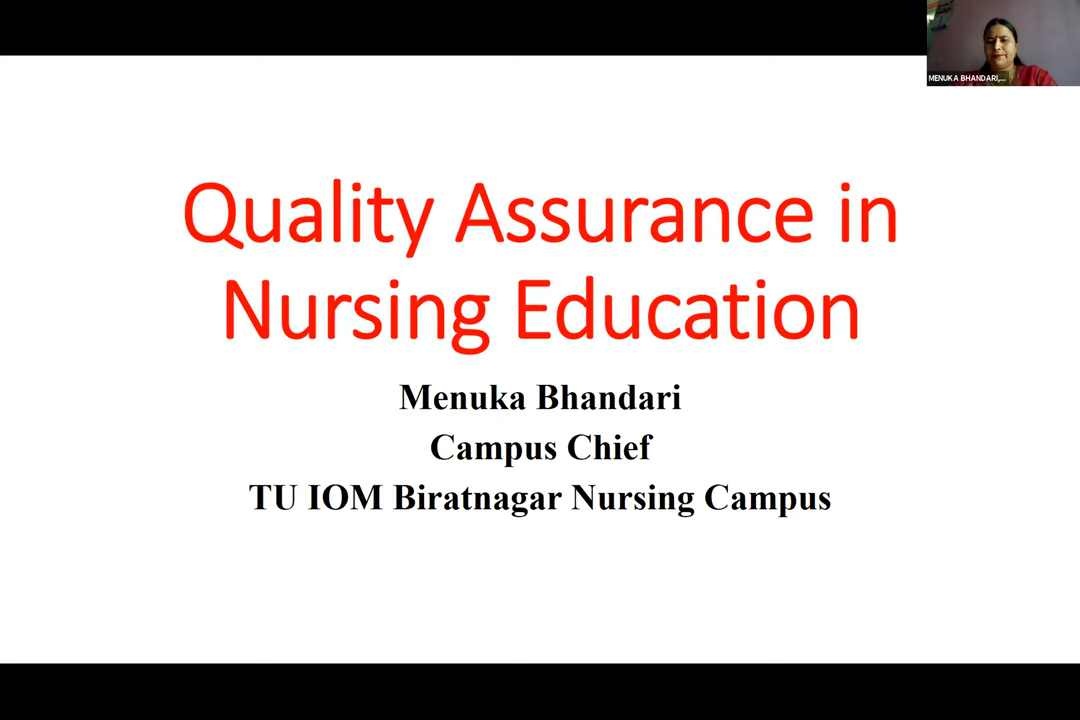 MENUKA BHANDARI,...
Quality Assurance in
Nursing Education
Menuka Bhandari
Campus Chief
TU IOM Biratnagar Nursing Campus